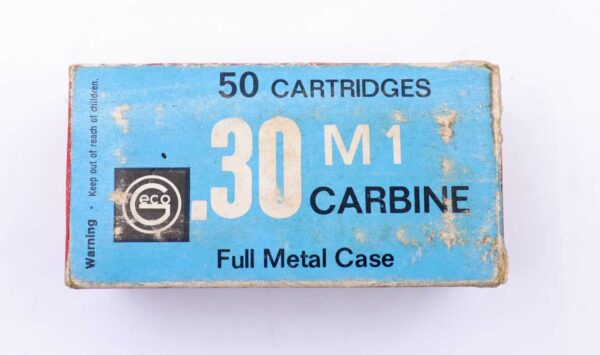 50 CARTRIDGES
.30 M1
CARBINE
Full Metal Case
Geco
Warning · Keep out of reach of children.